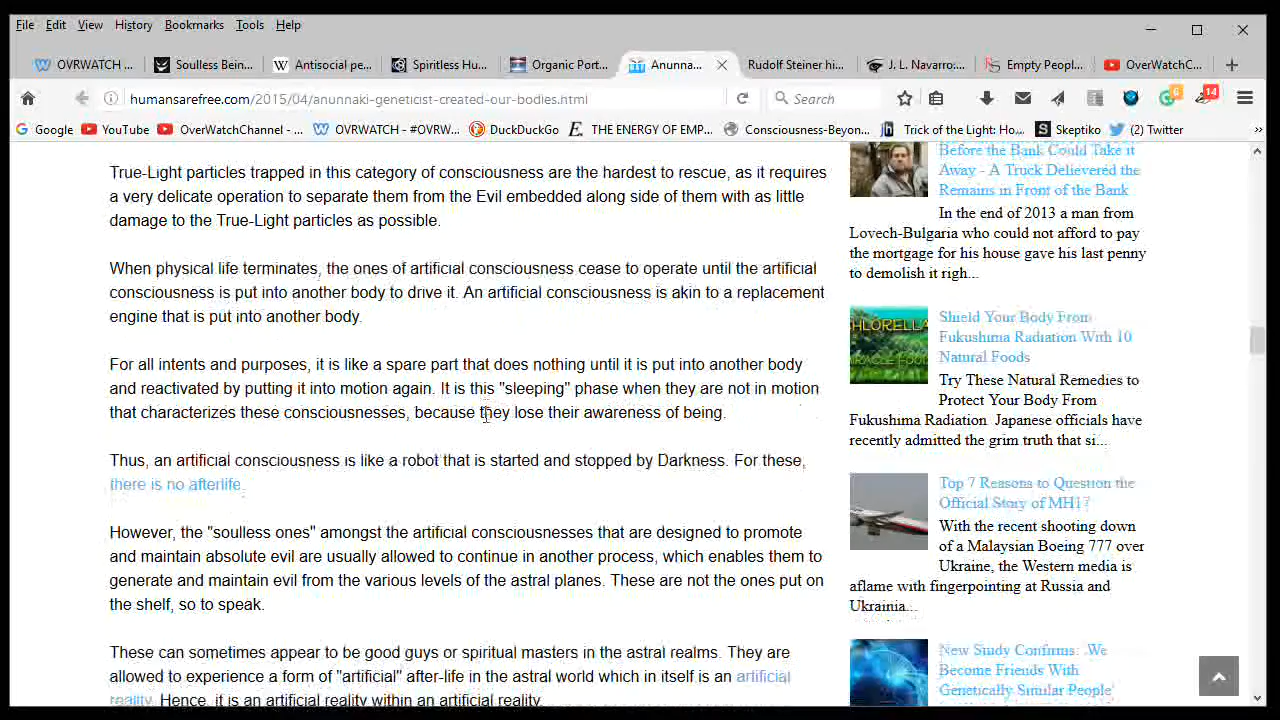 File Edit View History Bookmarks Tools Help
OVRWATCH ... Soulless Bein... Antisocial pe... Spiritless Hu... Organic Port... Anunna... Rudolf Steiner hi... J. L. Navarro:... Empty Peopl... OverWatchC...
humansarefree.com/2015/04/anunnaki-geneticist-created-our-bodies.html Search 6 14
Google YouTube OverWatchChannel - ... OVRWATCH - #OVRW... DuckDuckGo THE ENERGY OF EMP... Consciousness-Beyon... Trick of the Light: Ho... Skeptiko (2) Twitter
True-Light particles trapped in this category of consciousness are the hardest to rescue, as it requires
a very delicate operation to separate them from the Evil embedded along side of them with as little
damage to the True-Light particles as possible.
When physical life terminates, the ones of artificial consciousness cease to operate until the artificial
consciousness is put into another body to drive it. An artificial consciousness is akin to a replacement
engine that is put into another body.
For all intents and purposes, it is like a spare part that does nothing until it is put into another body
and reactivated by putting it into motion again. It is this "sleeping" phase when they are not in motion
that characterizes these consciousnesses, because they lose their awareness of being.
Thus, an artificial consciousness is like a robot that is started and stopped by Darkness. For these,
there is no afterlife.
However, the "soulless ones" amongst the artificial consciousnesses that are designed to promote
and maintain absolute evil are usually allowed to continue in another process, which enables them to
generate and maintain evil from the various levels of the astral planes. These are not the ones put on
the shelf, so to speak.
These can sometimes appear to be good guys or spiritual masters in the astral realms. They are
allowed to experience a form of "artificial" after-life in the astral world which in itself is an artificial
reality. Hence, it is an artificial reality within an artificial reality.
Before the Bank Could Take it
Away - A Truck Delievered the
Remains in Front of the Bank
In the end of 2013 a man from
Lovech-Bulgaria who could not afford to pay
the mortgage for his house gave his last penny
to demolish it righ...
CHLORELLA
MIRACLE FOOD
Shield Your Body From
Fukushima Radiation With 10
Natural Foods
Try These Natural Remedies to
Protect Your Body From
Fukushima Radiation Japanese officials have
recently admitted the grim truth that si...
Top 7 Reasons to Question the
Official Story of MH17
With the recent shooting down
of a Malaysian Boeing 777 over
Ukraine, the Western media is
aflame with fingerpointing at Russia and
Ukrainia...
New Study Confirms: 'We
Become Friends With
Genetically Similar People'